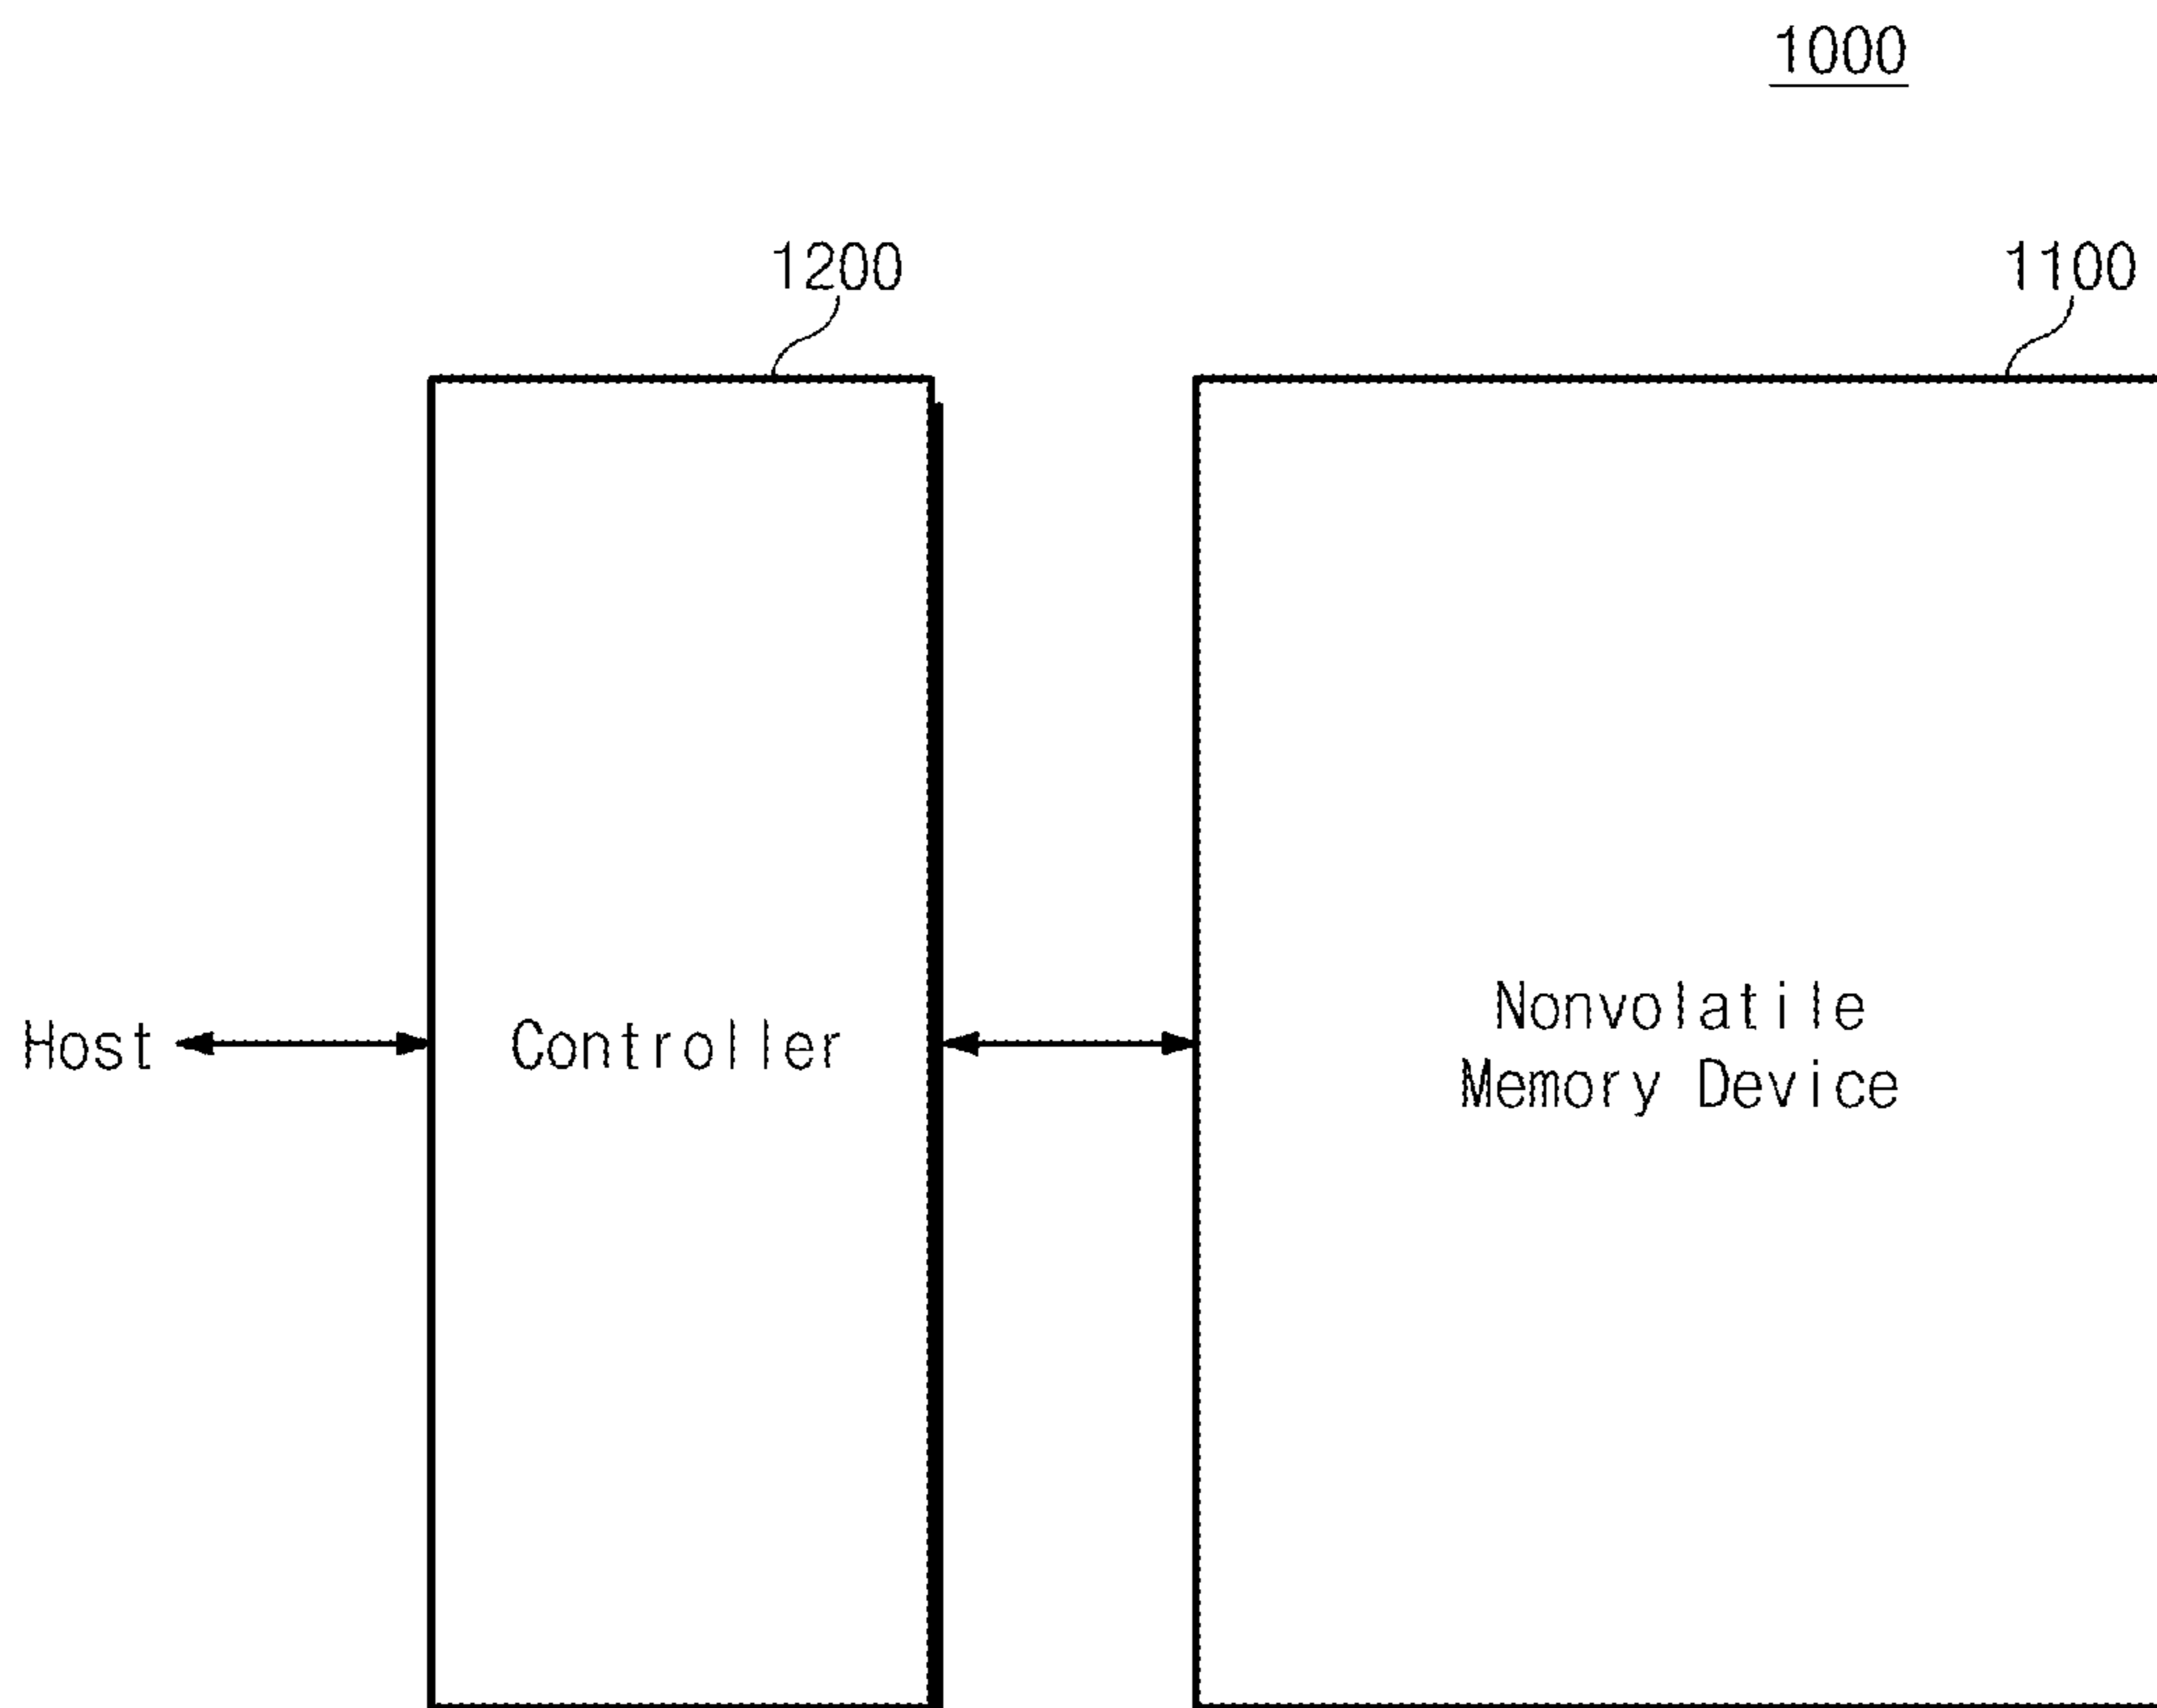 1000
1200
1100
Host
Controller
Nonvolatile
Memory Device